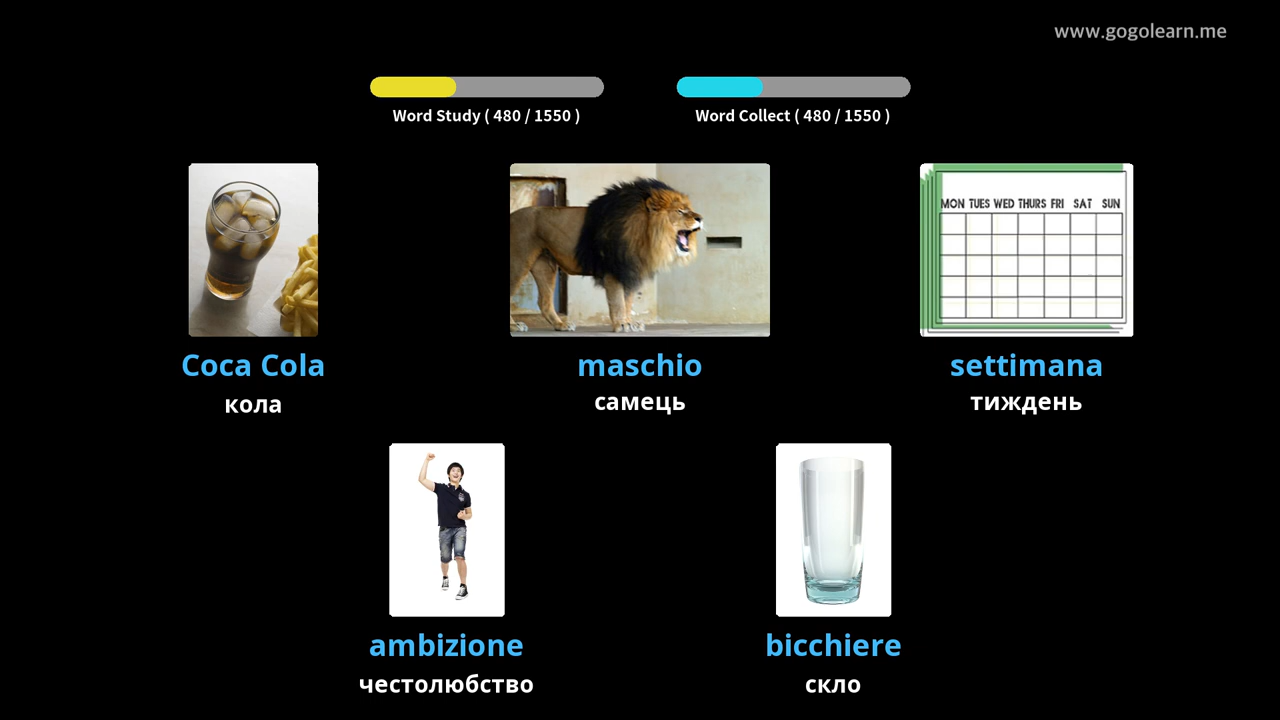 www.gogolearn.me
Word Study ( 480 / 1550 )
Word Collect ( 480 / 1550 )
MON TUES WED THURS FRI SAT SUN
Coca Cola
maschio
settimana
кола
самець
тиждень
ambizione
bicchiere
честолюбство
скло